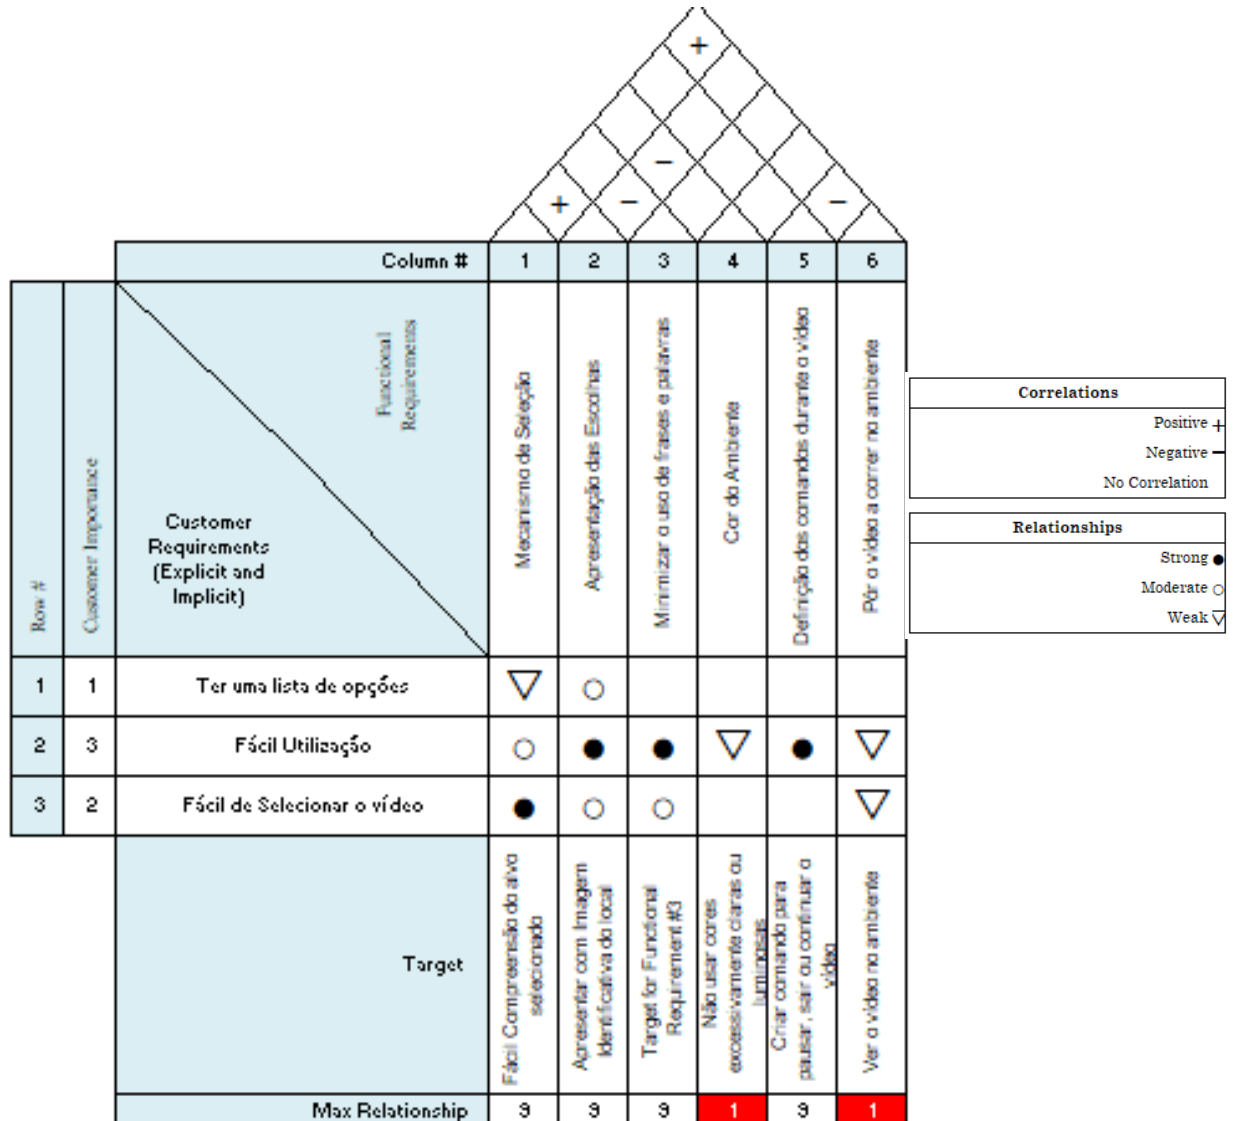 +
−
+ − −
Column # 1 2 3 4 5 6
Row #
Customer Importance
Customer
Requirements
(Explicit and
Implicit)
Functional
Requirements
Mecanismo de Seleção
Apresentação das Escolhas
Minimizar o uso de frases e palavras
Cor do Ambiente
Definição dos comandos durante o vídeo
Pôr o vídeo a correr no ambiente
1 1 Ter uma lista de opções ▽ ○
2 3 Fácil Utilização ○ ● ● ▽ ● ▽
3 2 Fácil de Selecionar o vídeo ● ○ ○ ▽
Target
Fácil Compreensão do alvo
selecionado
Apresentar com Imagem
Identificativa do local
Target for Functional
Requirement #3
Não usar cores
excessivamente claras ou
luminosas
Criar comando para
pausar, sair ou continuar o
vídeo
Ver o vídeo no ambiente
Max Relationship 9 9 9 1 9 1
Correlations
Positive +
Negative −
No Correlation
Relationships
Strong ●
Moderate ○
Weak ▽